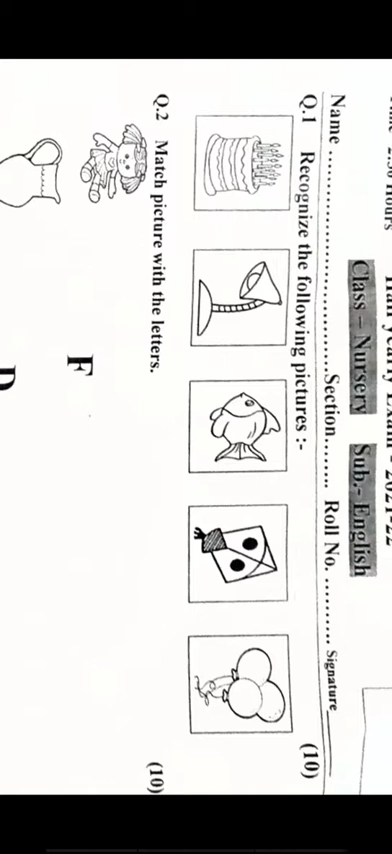 Half yearly Exam - 2021-22
Class – Nursery Sub.- English
Name ........................................Section........ Roll No. .......... Signature______
Q.1 Recognize the following pictures :- (10)
Q.2 Match picture with the letters. (10)
F
D